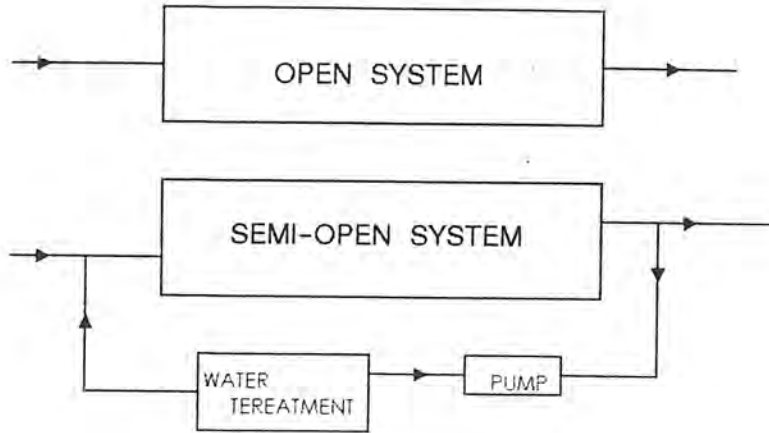 OPEN SYSTEM
SEMI-OPEN SYSTEM
WATER
TEREATMENT
PUMP